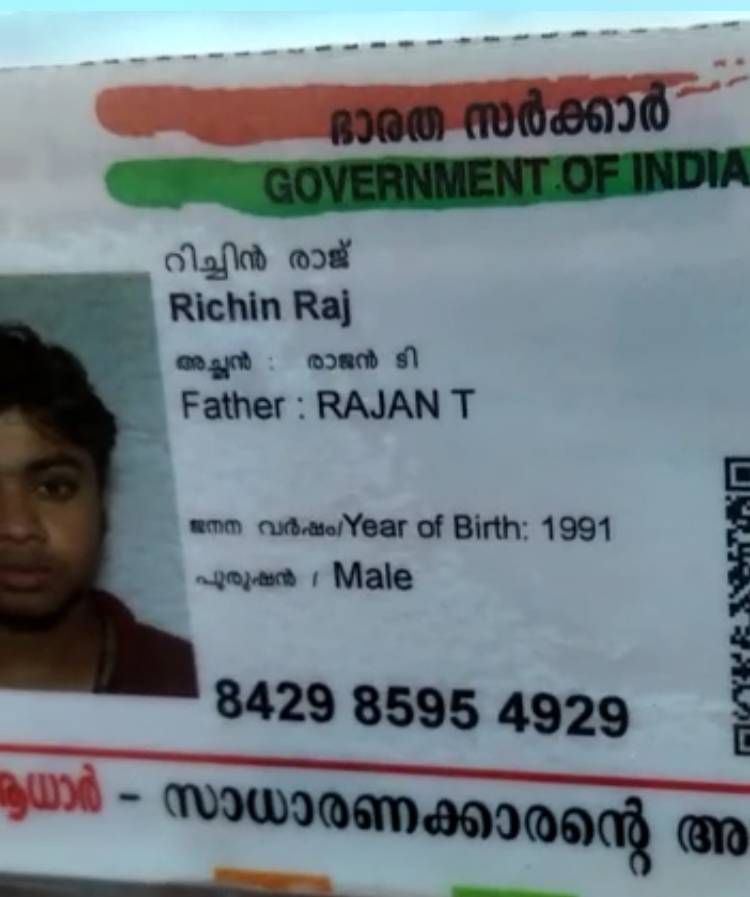 ഭാരത സർക്കാർ
GOVERNMENT OF INDIA
റിച്ചിൻ രാജ്
Richin Raj
അച്ഛൻ : രാജൻ ടി
Father : RAJAN T
ജനന വർഷം/Year of Birth: 1991
പുരുഷൻ / Male
8429 8595 4929
ആധാർ - സാധാരണക്കാരന്റെ അ